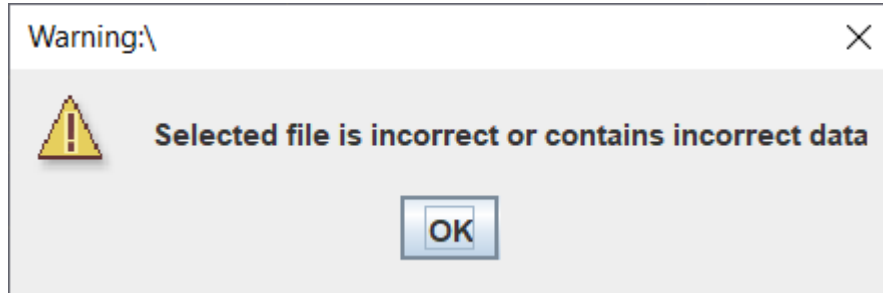 Warning:\
Selected file is incorrect or contains incorrect data
OK